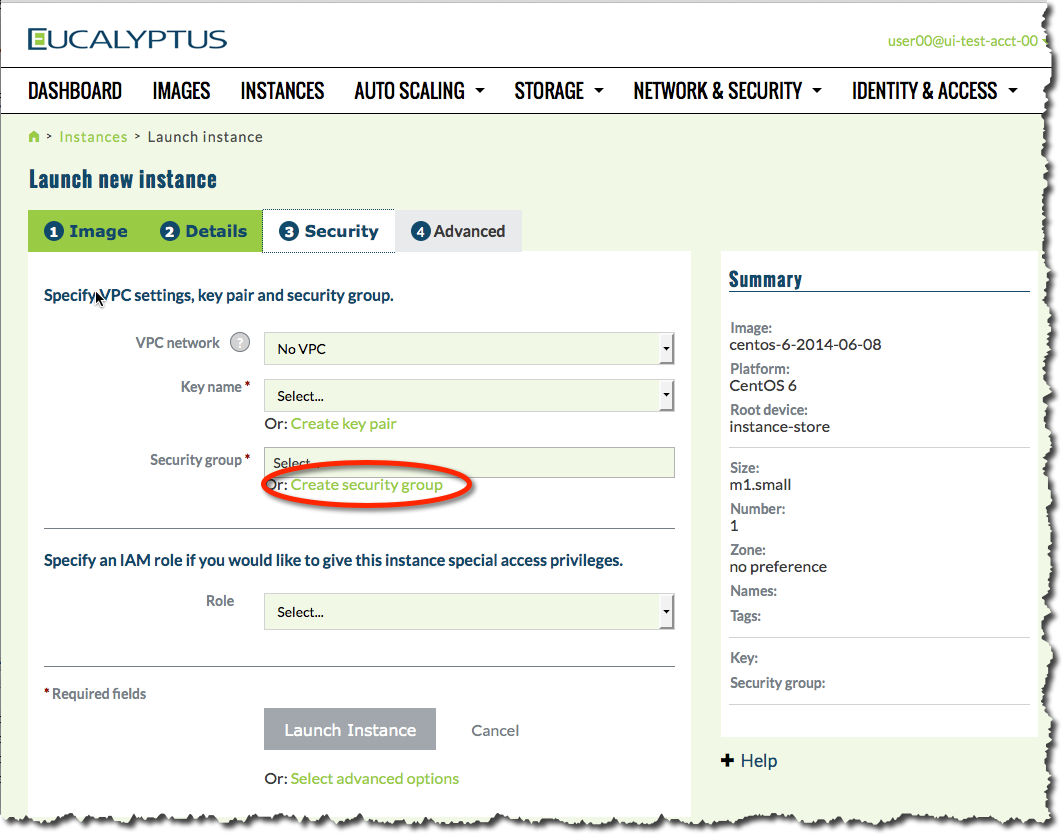 EUCALYPTUS
user00@ui-test-acct-00
DASHBOARD IMAGES INSTANCES AUTO SCALING STORAGE NETWORK & SECURITY IDENTITY & ACCESS
> Instances > Launch instance
Launch new instance
1 Image 2 Details 3 Security 4 Advanced
Specify VPC settings, key pair and security group.
VPC network ? No VPC
Key name * Select...
Or: Create key pair
Security group * Select...
Or: Create security group
Specify an IAM role if you would like to give this instance special access privileges.
Role Select...
* Required fields
Launch Instance Cancel
Or: Select advanced options
Summary
Image:
centos-6-2014-06-08
Platform:
CentOS 6
Root device:
instance-store
Size:
m1.small
Number:
1
Zone:
no preference
Names:
Tags:
Key:
Security group:
+ Help